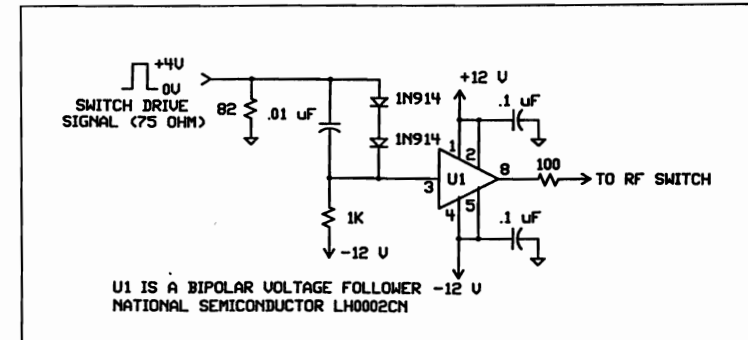 +4V
0V
SWITCH DRIVE
SIGNAL (75 OHM)
82
.01 uF
1N914
1N914
+12 V
.1 uF
1
2
3
U1
8
100
TO RF SWITCH
4
5
1K
-12 V
.1 uF
-12 V
U1 IS A BIPOLAR VOLTAGE FOLLOWER
NATIONAL SEMICONDUCTOR LH0002CN